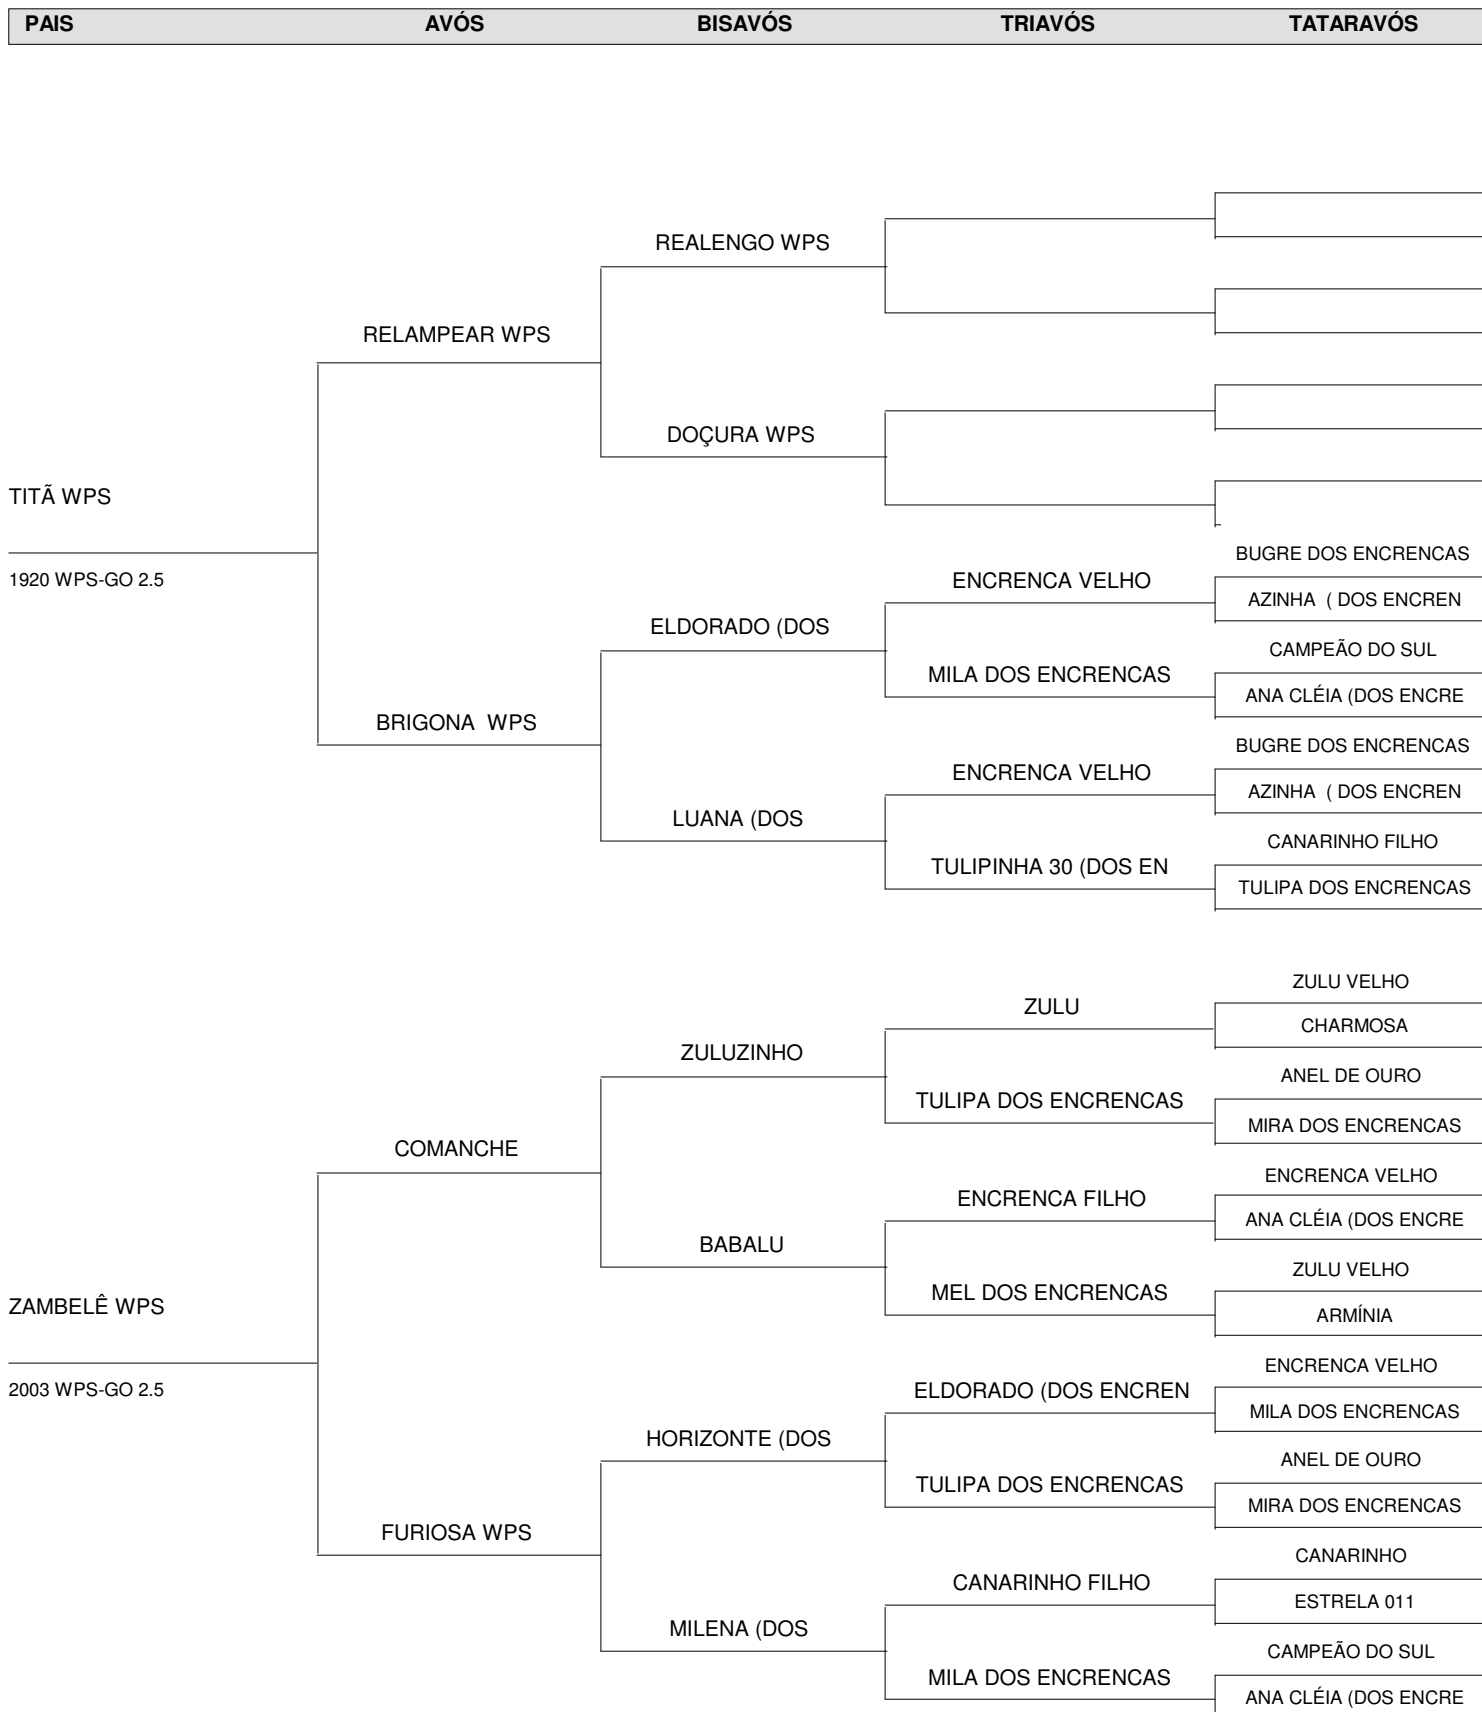 PAIS AVÓS BISAVÓS TRIAVÓS TATARAVÓS
REALENGO WPS
RELAMPEAR WPS
DOÇURA WPS
TITÃ WPS
1920 WPS-GO 2.5
BUGRE DOS ENCRENCAS
ENCRENCA VELHO
AZINHA ( DOS ENCREN
ELDORADO (DOS
CAMPEÃO DO SUL
MILA DOS ENCRENCAS
ANA CLÉIA (DOS ENCRE
BRIGONA WPS
BUGRE DOS ENCRENCAS
ENCRENCA VELHO
AZINHA ( DOS ENCREN
LUANA (DOS
CANARINHO FILHO
TULIPINHA 30 (DOS EN
TULIPA DOS ENCRENCAS
ZULU VELHO
ZULU
CHARMOSA
ZULUZINHO
ANEL DE OURO
TULIPA DOS ENCRENCAS
MIRA DOS ENCRENCAS
COMANCHE
ENCRENCA VELHO
ENCRENCA FILHO
ANA CLÉIA (DOS ENCRE
BABALU
ZULU VELHO
MEL DOS ENCRENCAS
ARMÍNIA
ZAMBELÊ WPS
2003 WPS-GO 2.5
ENCRENCA VELHO
ELDORADO (DOS ENCREN
MILA DOS ENCRENCAS
HORIZONTE (DOS
ANEL DE OURO
TULIPA DOS ENCRENCAS
MIRA DOS ENCRENCAS
FURIOSA WPS
CANARINHO
CANARINHO FILHO
ESTRELA 011
MILENA (DOS
CAMPEÃO DO SUL
MILA DOS ENCRENCAS
ANA CLÉIA (DOS ENCRE